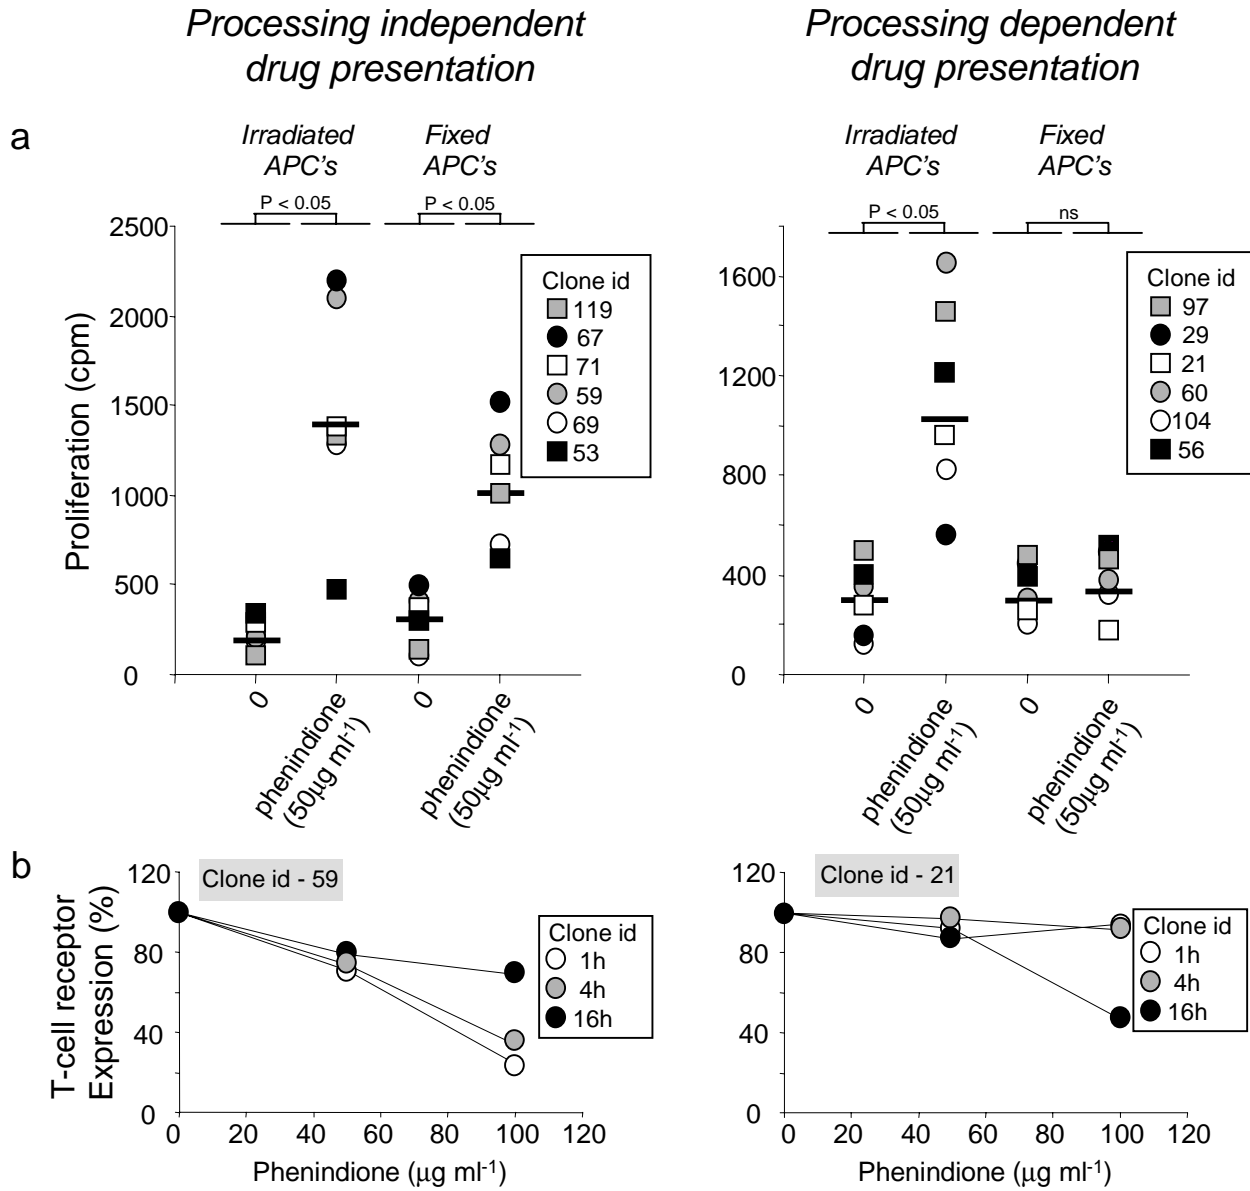 Processing independent
drug presentation
Processing dependent
drug presentation
a
Irradiated
APC's
Fixed
APC's
P < 0.05
P < 0.05
2500
2000
1500
1000
500
0
Proliferation (cpm)
Clone id
119
67
71
59
69
53
0
phenindione
(50µg ml-1)
0
phenindione
(50µg ml-1)
Irradiated
APC's
Fixed
APC's
P < 0.05
ns
1600
1200
800
400
0
Clone id
97
29
21
60
104
56
0
phenindione
(50µg ml-1)
0
phenindione
(50µg ml-1)
b
T-cell receptor
Expression (%)
120
80
40
0
Clone id - 59
Clone id
1h
4h
16h
0 20 40 60 80 100 120
Phenindione (µg ml-1)
120
80
40
0
Clone id - 21
Clone id
1h
4h
16h
0 20 40 60 80 100 120
Phenindione (µg ml-1)